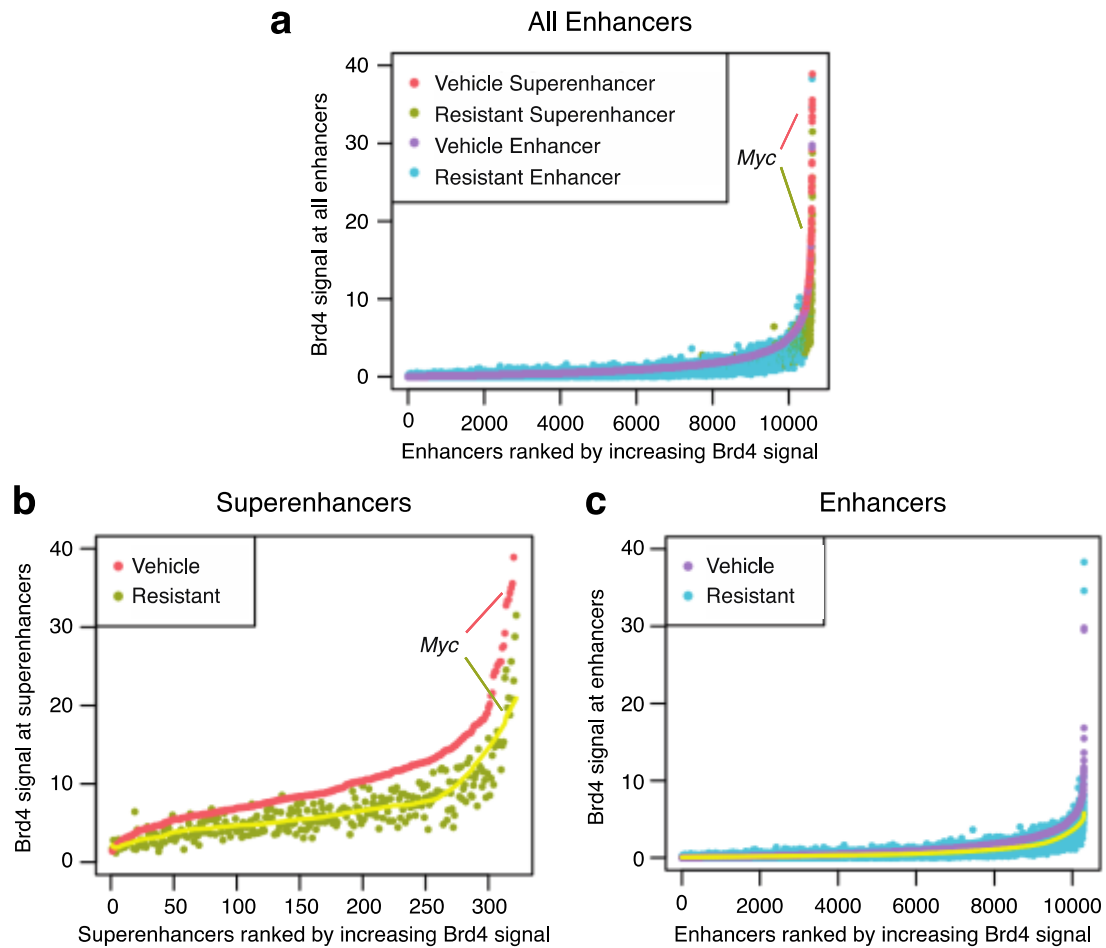 a
All Enhancers
Brd4 signal at all enhancers
40
30
20
10
0
Vehicle Superenhancer
Resistant Superenhancer
Vehicle Enhancer
Resistant Enhancer
Myc
0 2000 4000 6000 8000 10000
Enhancers ranked by increasing Brd4 signal
b
Superenhancers
Brd4 signal at superenhancers
40
30
20
10
0
Vehicle
Resistant
Myc
0 50 100 150 200 250 300
Superenhancers ranked by increasing Brd4 signal
c
Enhancers
Brd4 signal at enhancers
40
30
20
10
0
Vehicle
Resistant
0 2000 4000 6000 8000 10000
Enhancers ranked by increasing Brd4 signal